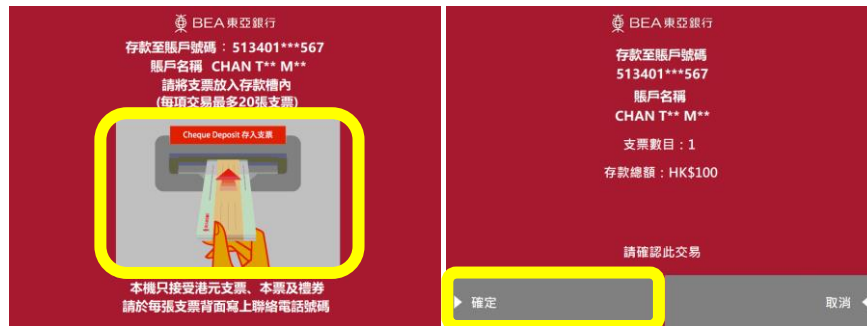 BEA東亞銀行
存款至賬戶號碼：513401***567
賬戶名稱 CHAN T** M**
請將支票放入存款槽內
(每項交易最多20張支票)
Cheque Deposit 存入支票
本機只接受港元支票、本票及禮券
請於每張支票背面寫上聯絡電話號碼
BEA東亞銀行
存款至賬戶號碼
513401***567
賬戶名稱
CHAN T** M**
支票數目：1
存款總額：HK$100
請確認此交易
確定
取消